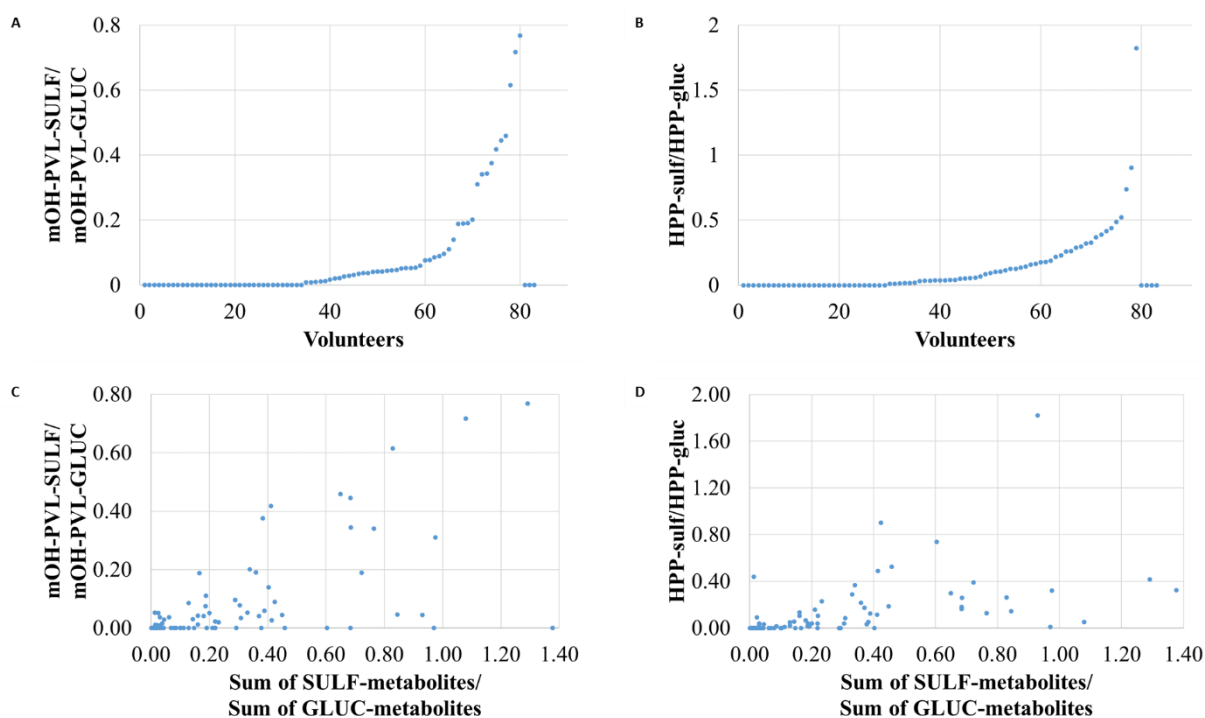 A
mOH-PVL-SULF/
mOH-PVL-GLUC
0.8
0.6
0.4
0.2
0
0 20 40 60 80
Volunteers
B
HPP-sulf/HPP-gluc
2
1.5
1
0.5
0
0 20 40 60 80
Volunteers
C
mOH-PVL-SULF/
mOH-PVL-GLUC
0.80
0.60
0.40
0.20
0.00
0.00 0.20 0.40 0.60 0.80 1.00 1.20 1.40
Sum of SULF-metabolites/
Sum of GLUC-metabolites
D
HPP-sulf/HPP-gluc
2.00
1.60
1.20
0.80
0.40
0.00
0.00 0.20 0.40 0.60 0.80 1.00 1.20 1.40
Sum of SULF-metabolites/
Sum of GLUC-metabolites